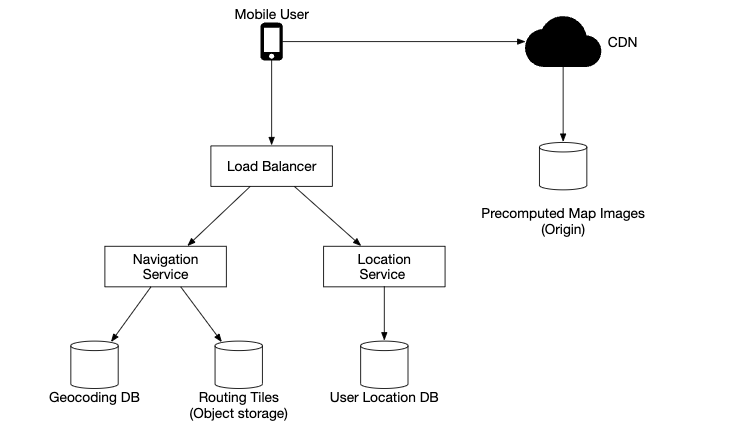 Mobile User
CDN
Load Balancer
Precomputed Map Images
(Origin)
Navigation
Service
Location
Service
Geocoding DB
Routing Tiles
(Object storage)
User Location DB